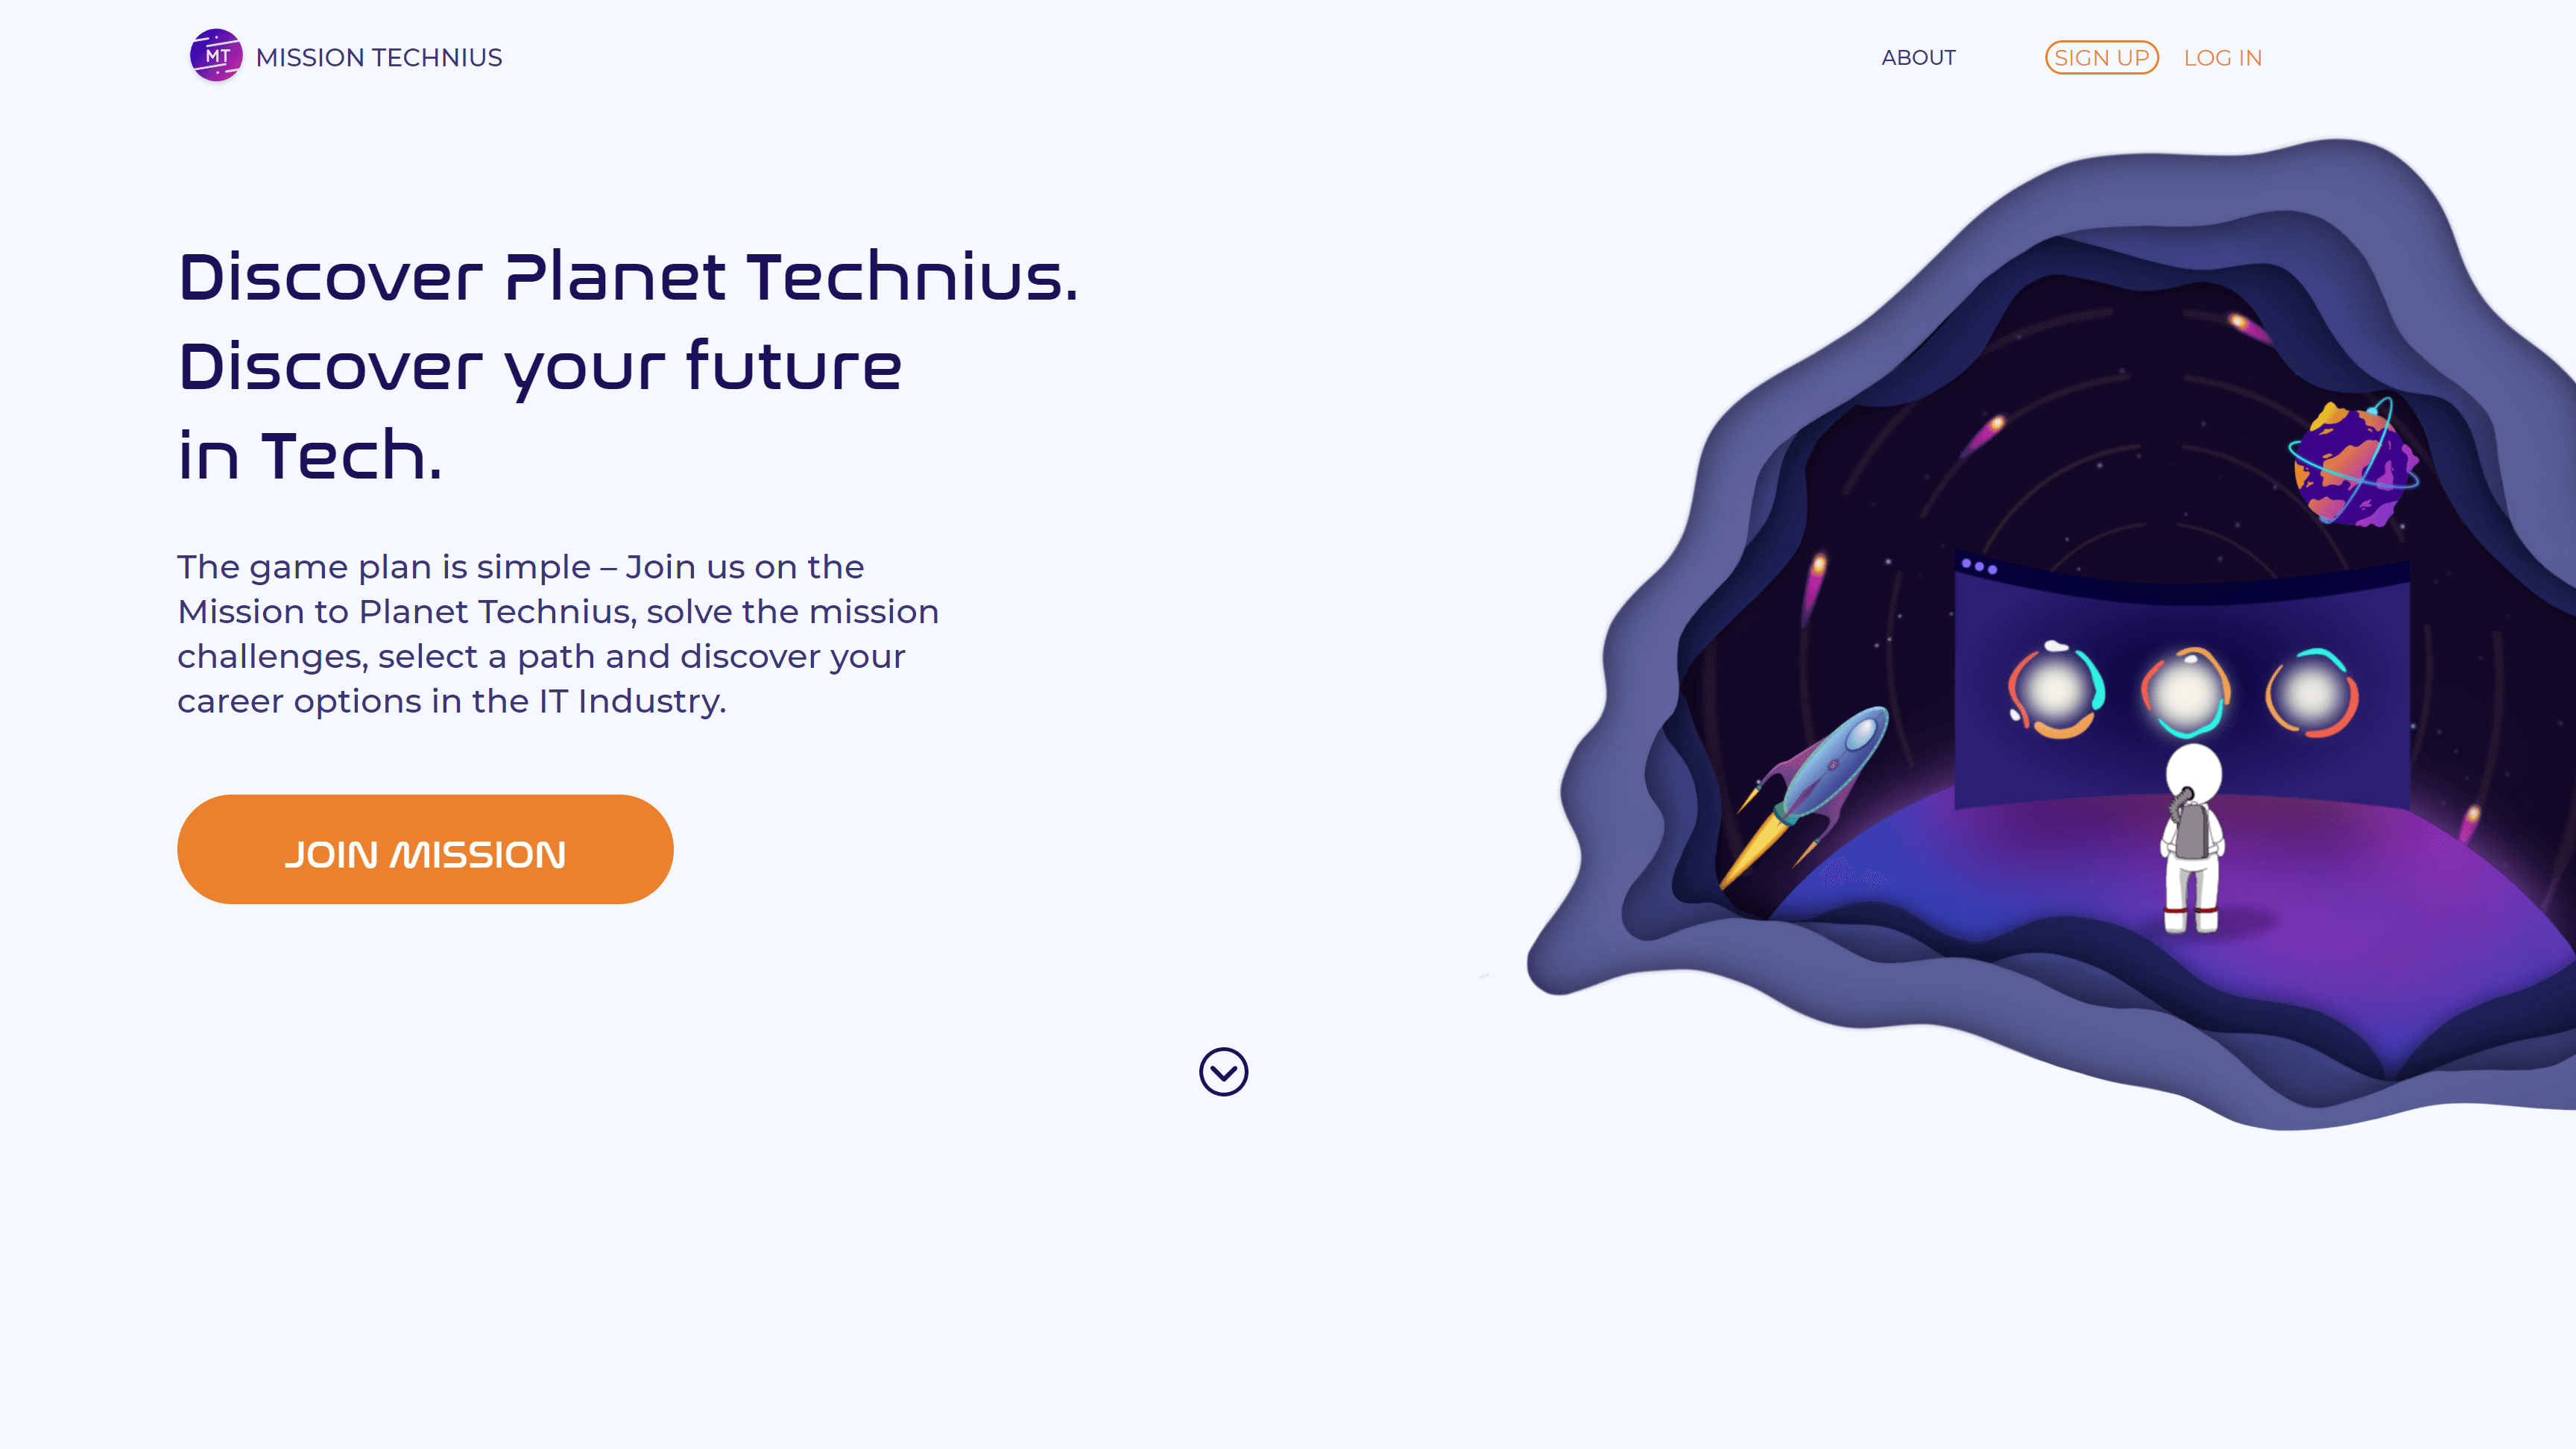 MT
MISSION TECHNIUS
ABOUT
SIGN UP
LOG IN
Discover Planet Technius.
Discover your future
in Tech.
The game plan is simple – Join us on the
Mission to Planet Technius, solve the mission
challenges, select a path and discover your
career options in the IT Industry.
JOIN MISSION